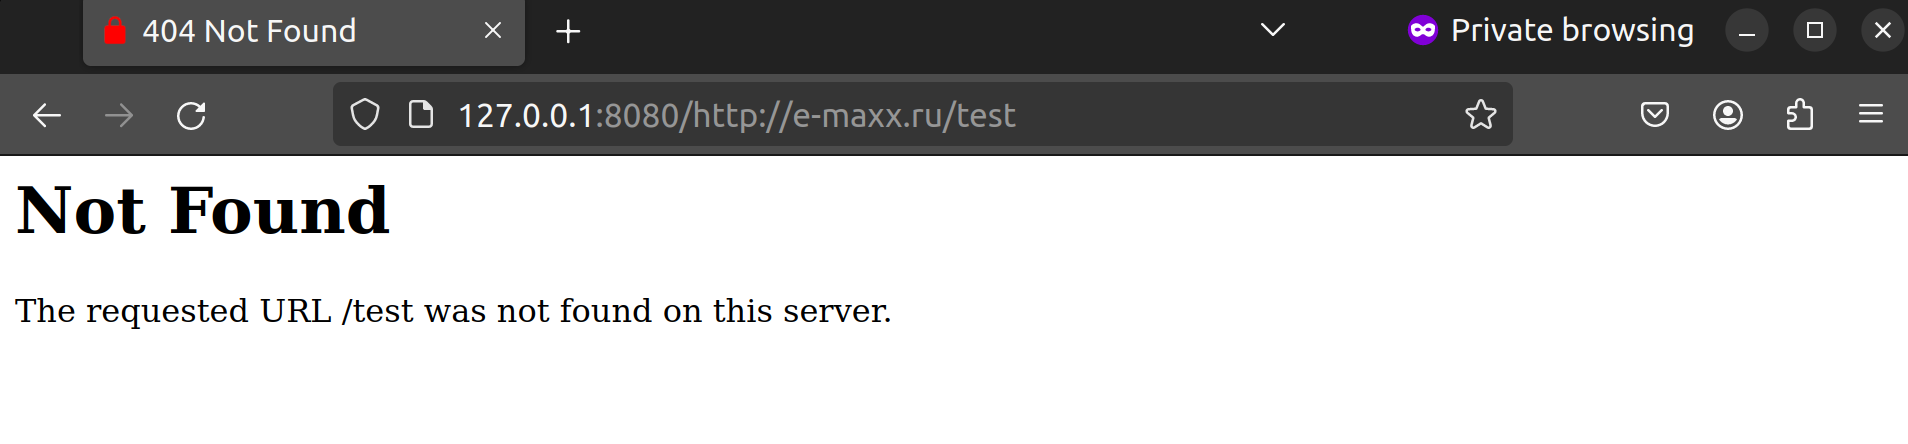 404 Not Found
Private browsing
127.0.0.1:8080/http://e-maxx.ru/test
Not Found
The requested URL /test was not found on this server.